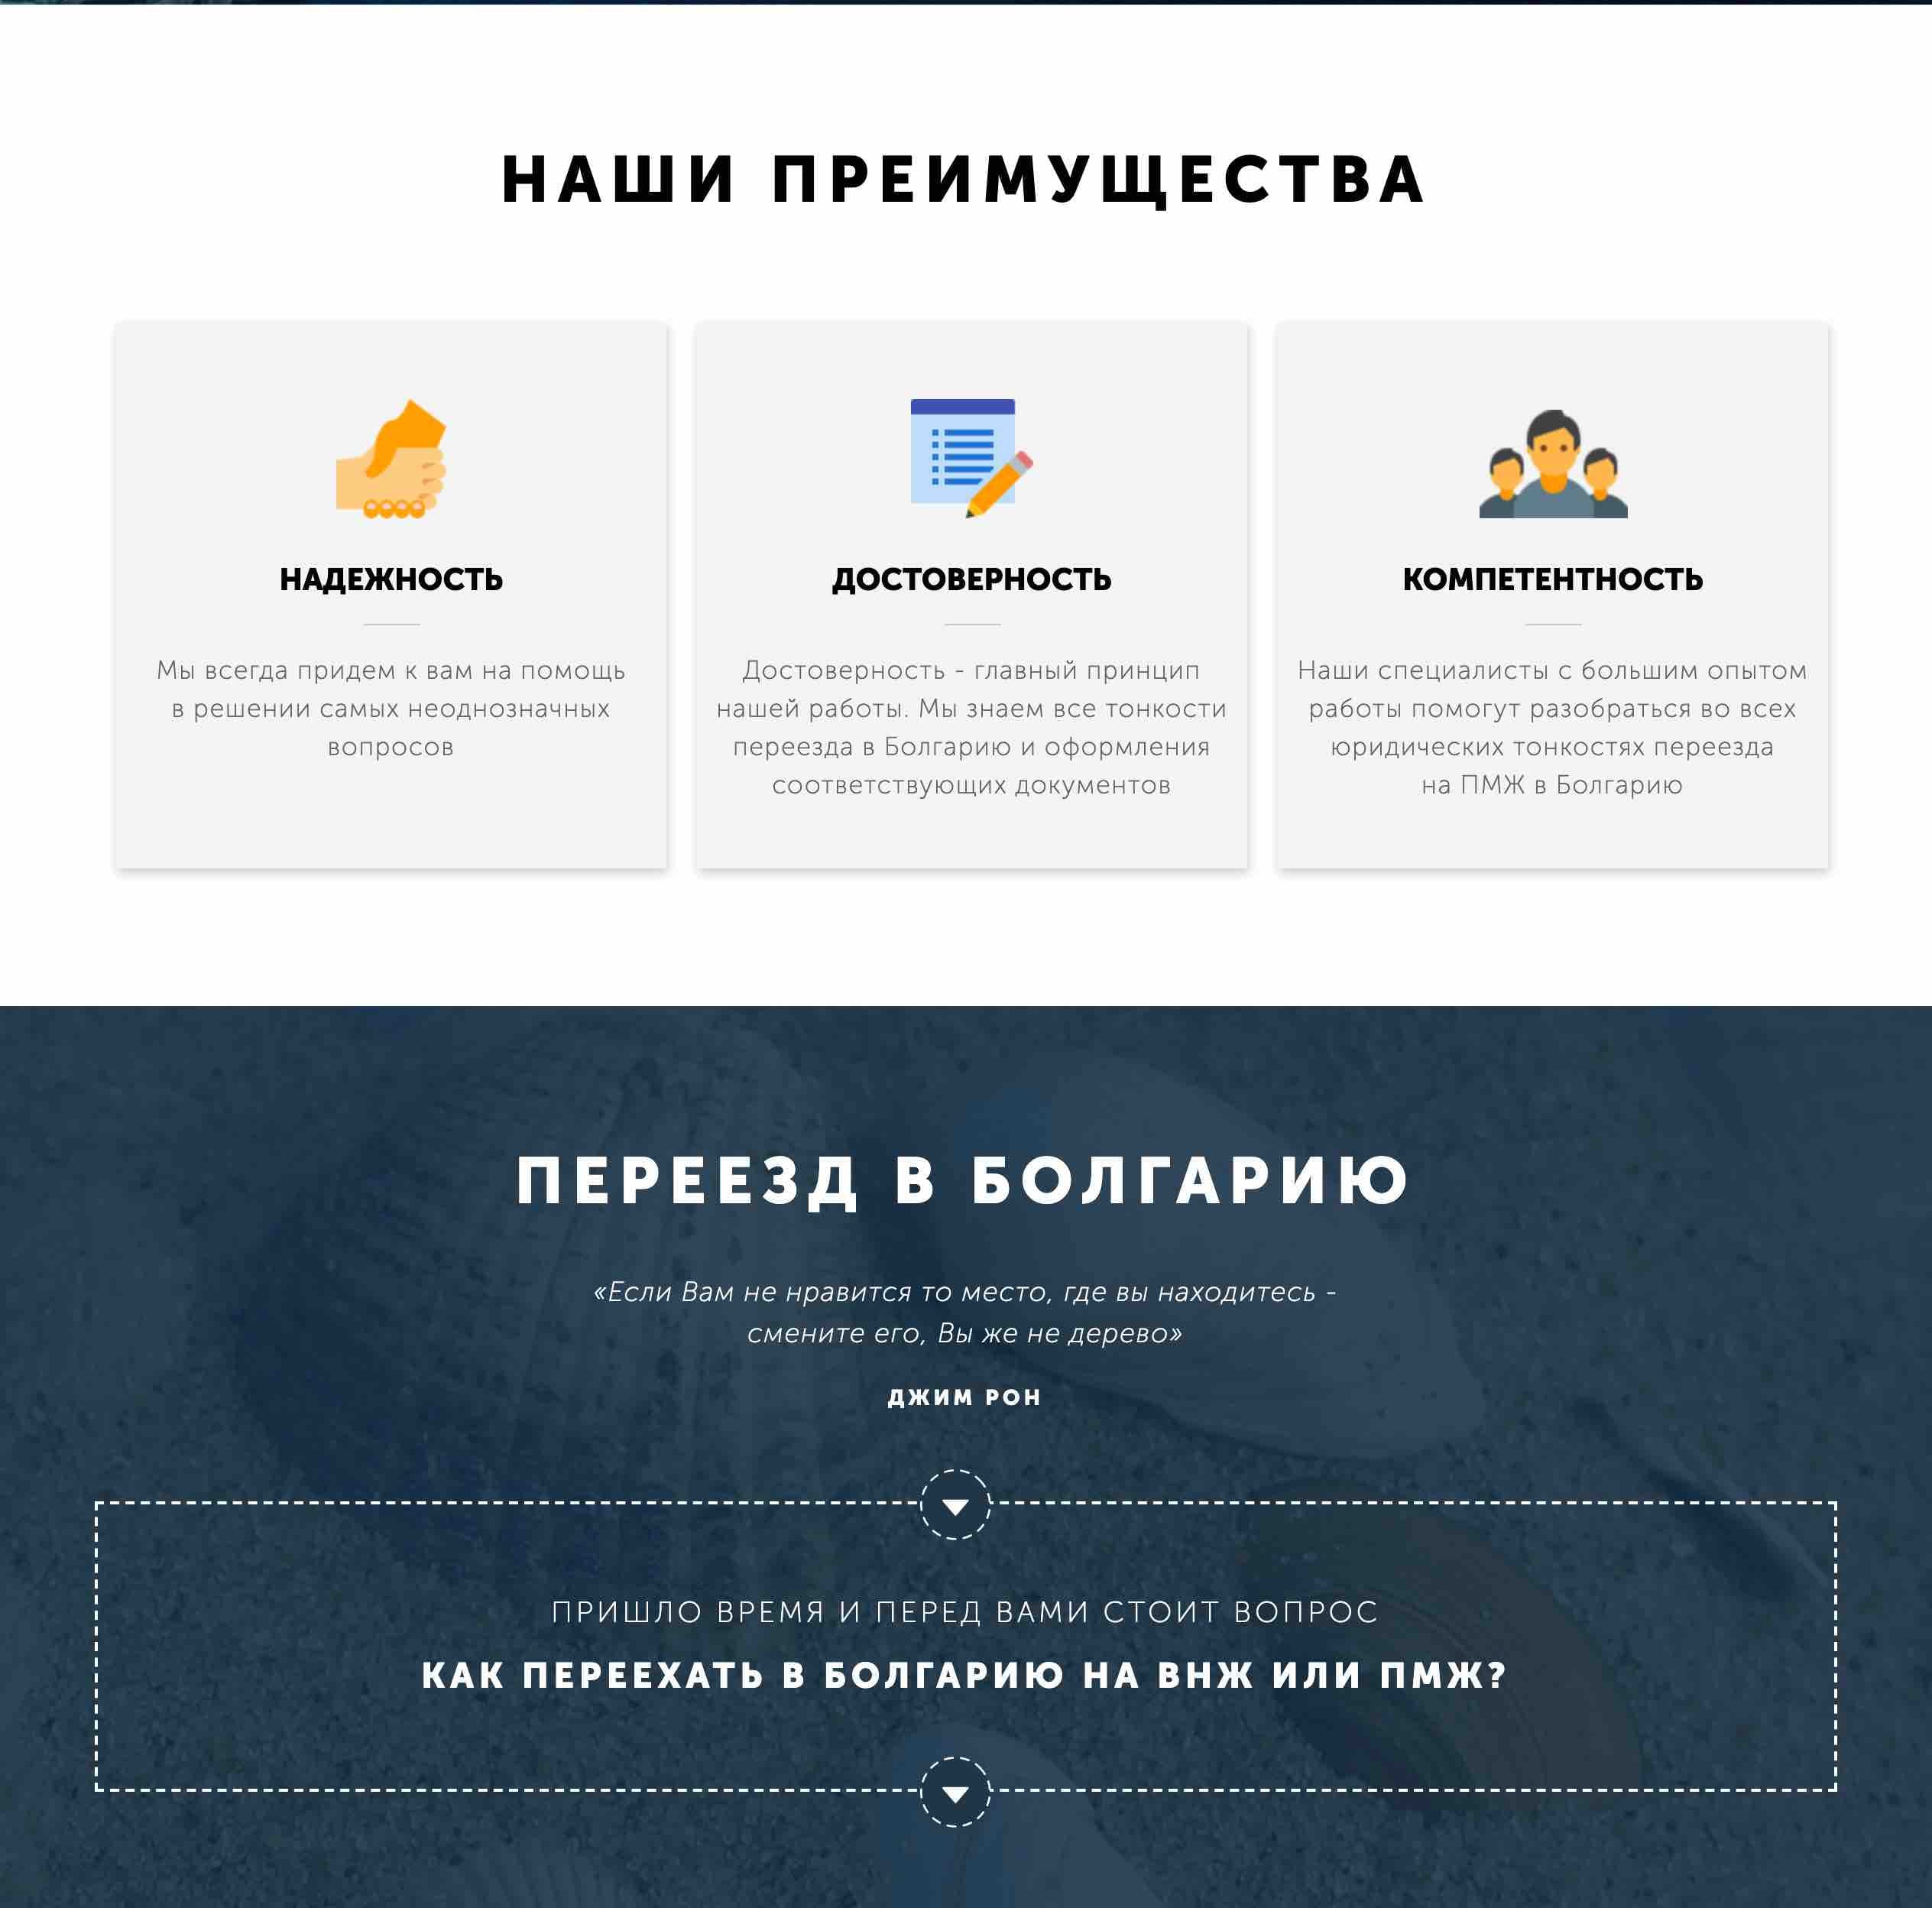 НАШИ ПРЕИМУЩЕСТВА
НАДЕЖНОСТЬ
Мы всегда придем к вам на помощь
в решении самых неоднозначных
вопросов
ДОСТОВЕРНОСТЬ
Достоверность - главный принцип
нашей работы. Мы знаем все тонкости
переезда в Болгарию и оформления
соответствующих документов
КОМПЕТЕНТНОСТЬ
Наши специалисты с большим опытом
работы помогут разобраться во всех
юридических тонкостях переезда
на ПМЖ в Болгарию
ПЕРЕЕЗД В БОЛГАРИЮ
«Если Вам не нравится то место, где вы находитесь -
смените его, Вы же не дерево»
ДЖИМ РОН
ПРИШЛО ВРЕМЯ И ПЕРЕД ВАМИ СТОИТ ВОПРОС
КАК ПЕРЕЕХАТЬ В БОЛГАРИЮ НА ВНЖ ИЛИ ПМЖ?